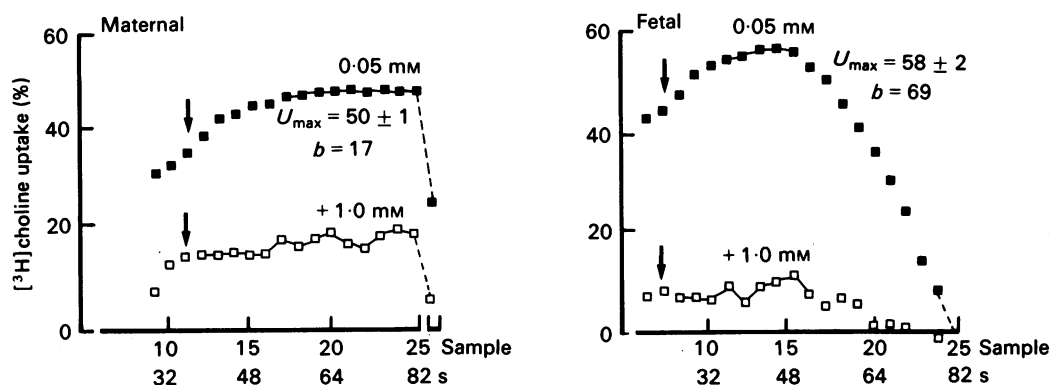 Maternal
[³H]choline uptake (%)
60
40
20
0
0·05 mM
Umax = 50 ± 1
b = 17
+ 1·0 mM
10 15 20 25 Sample
32 48 64 82 s
Fetal
60
40
20
0
0·05 mM
Umax = 58 ± 2
b = 69
+ 1·0 mM
10 15 20 25 Sample
32 48 64 82 s